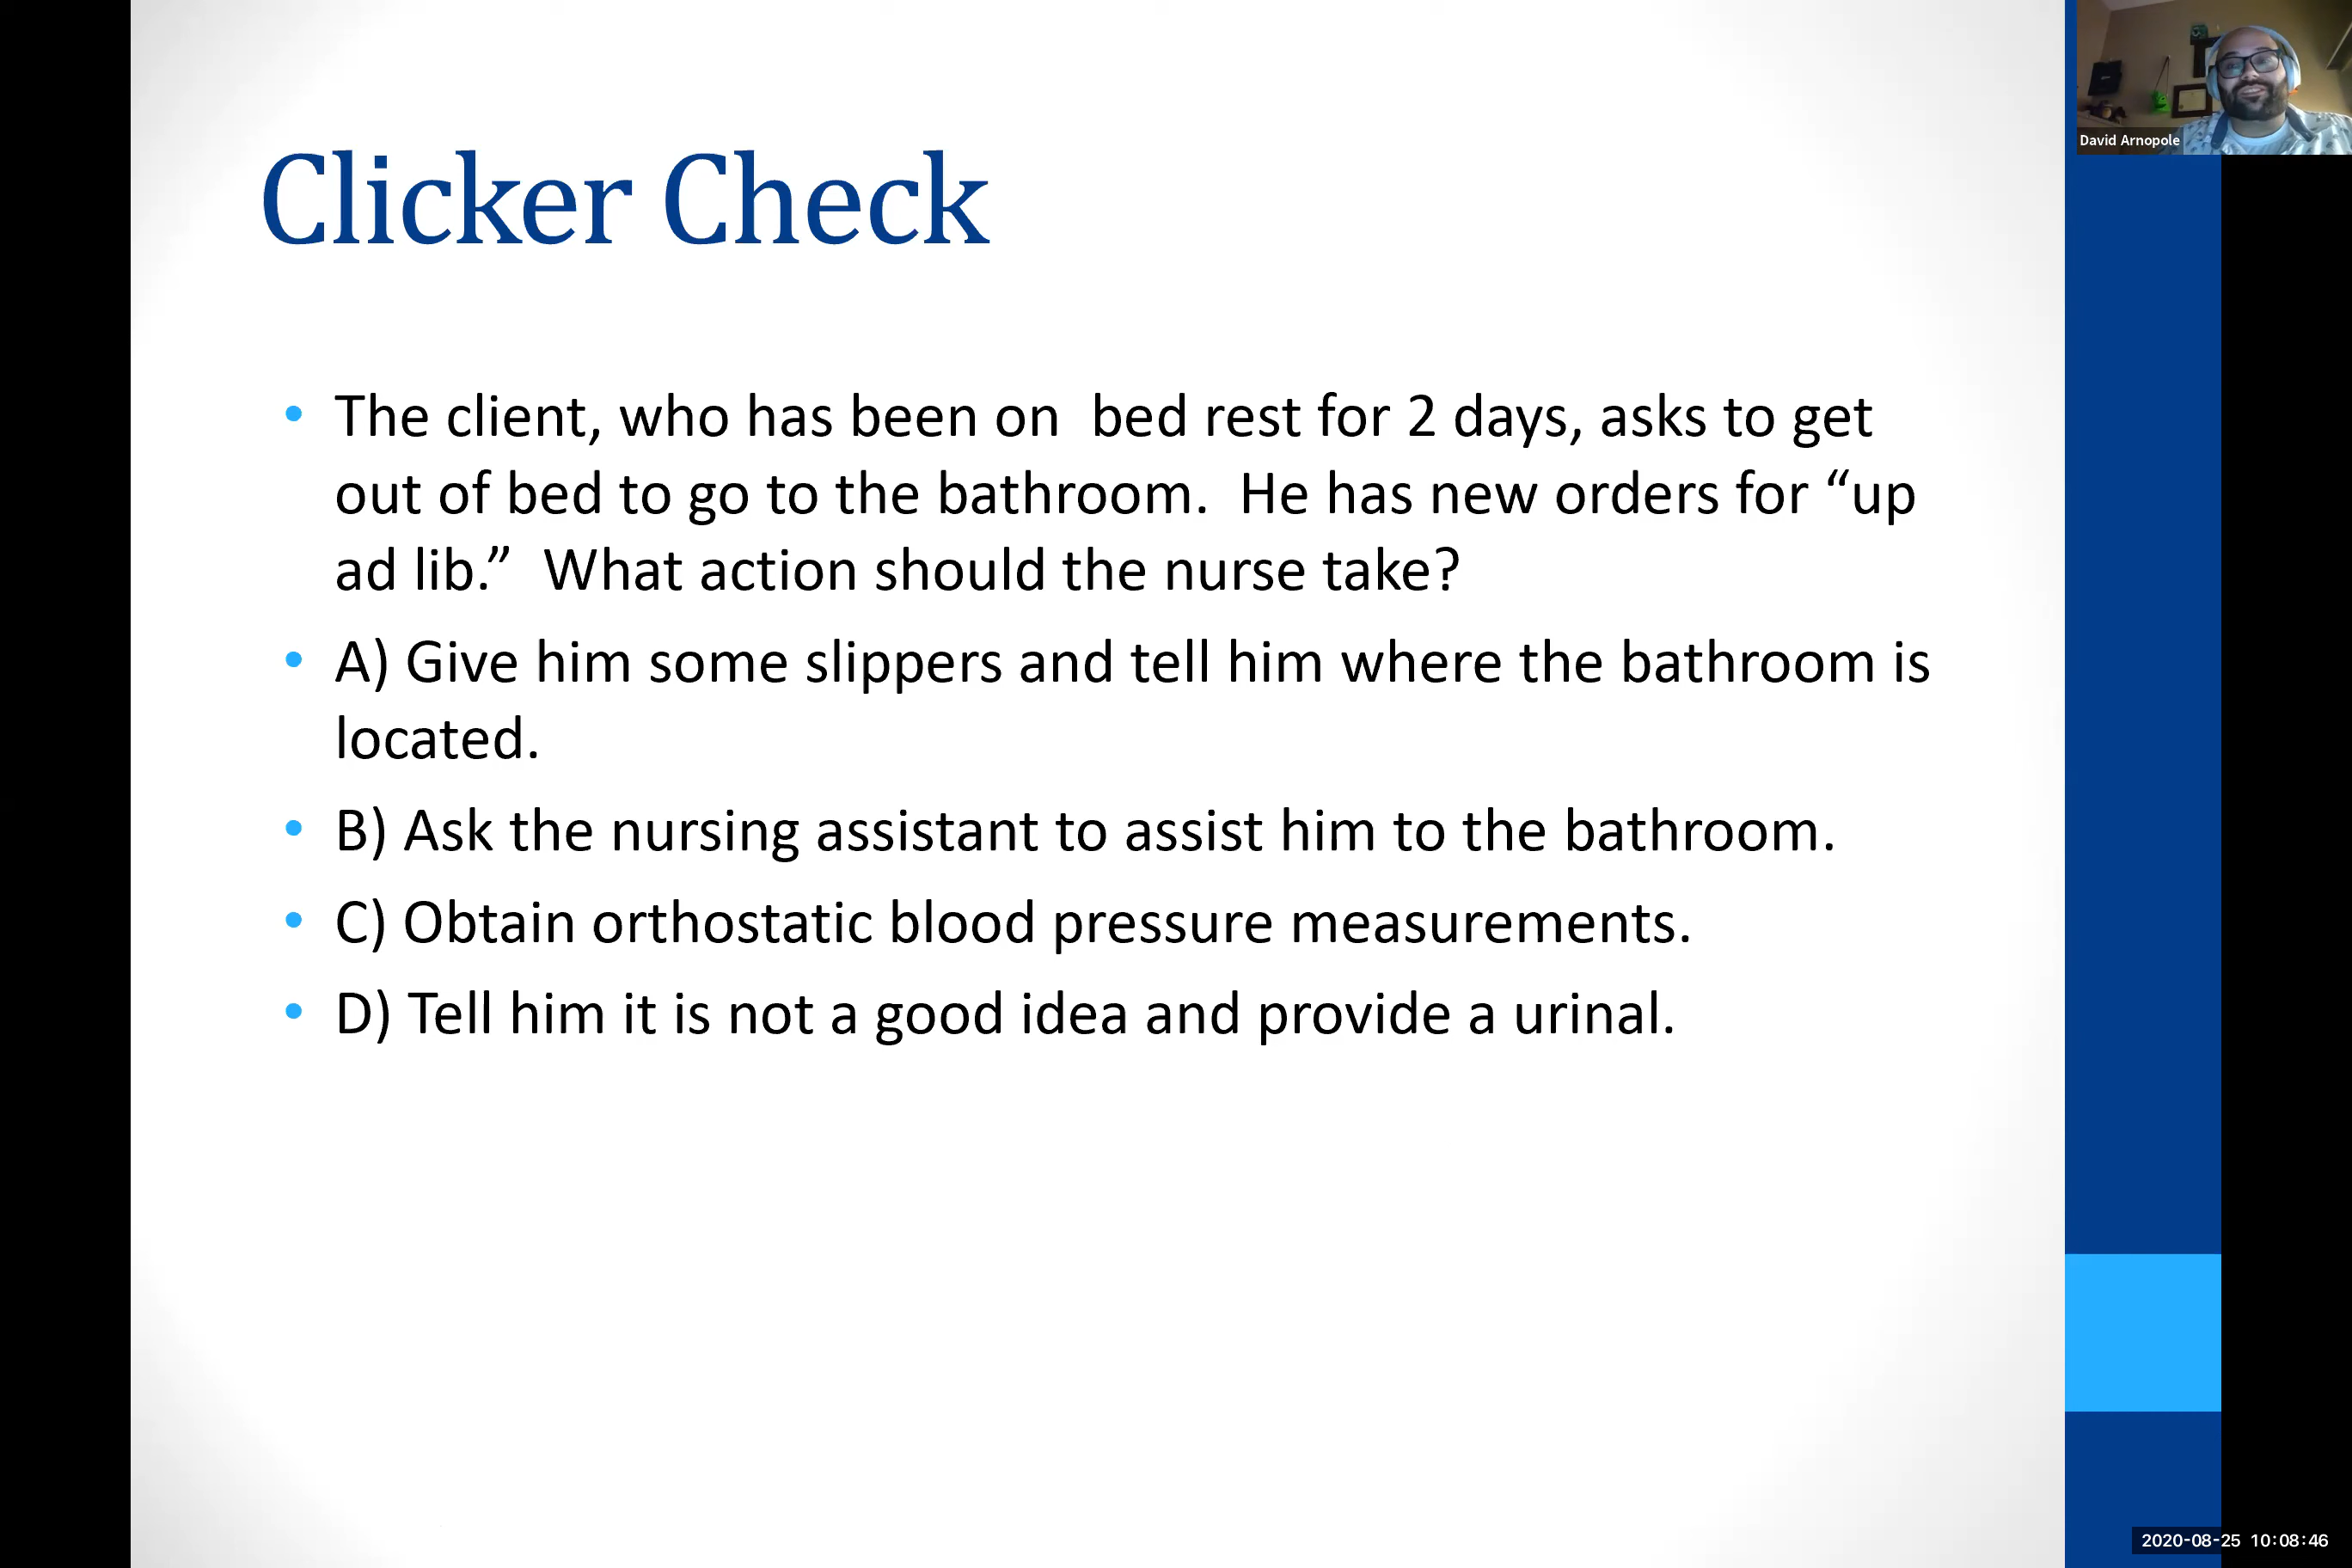 Clicker Check
David Arnopole
• The client, who has been on  bed rest for 2 days, asks to get
out of bed to go to the bathroom.  He has new orders for “up
ad lib.”  What action should the nurse take?
• A) Give him some slippers and tell him where the bathroom is
located.
• B) Ask the nursing assistant to assist him to the bathroom.
• C) Obtain orthostatic blood pressure measurements.
• D) Tell him it is not a good idea and provide a urinal.
2020-08-25 10:08:46